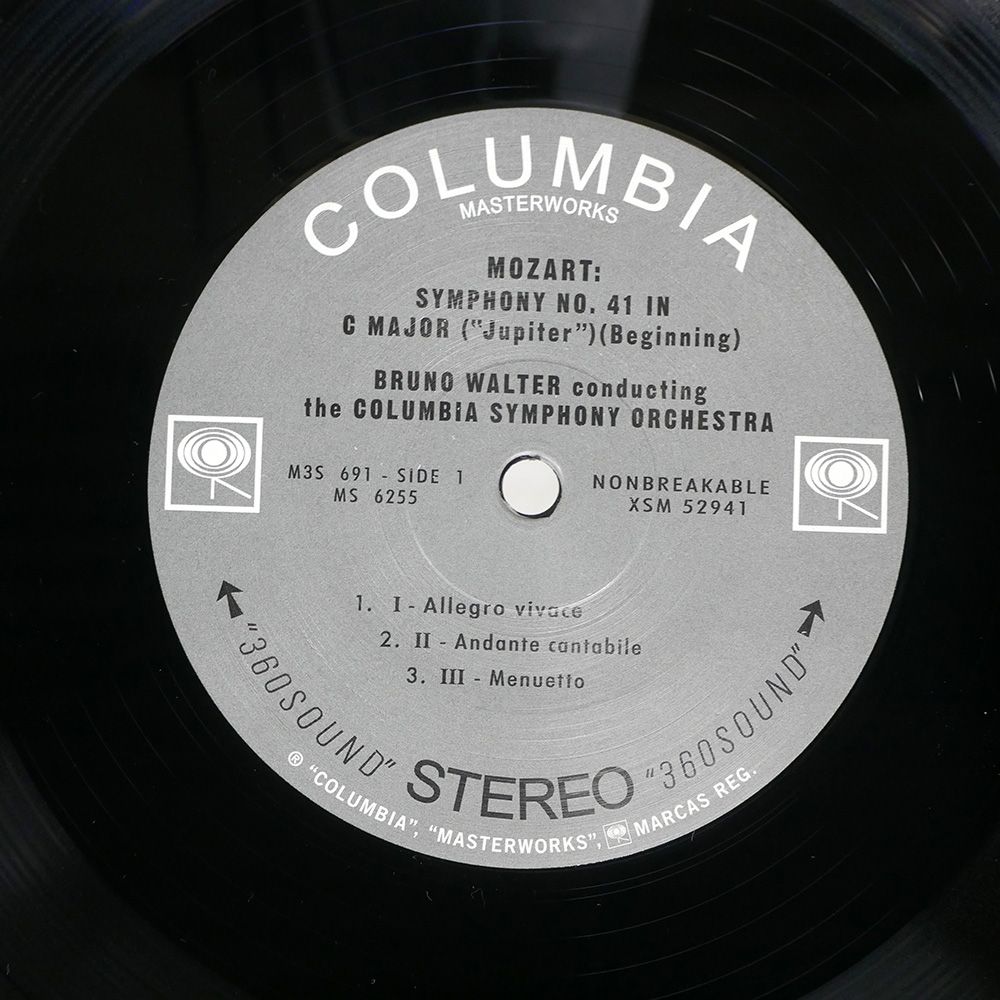 COLUMBIA
MASTERWORKS
MOZART:
SYMPHONY NO. 41 IN
C MAJOR ("Jupiter")(Beginning)
BRUNO WALTER conducting
the COLUMBIA SYMPHONY ORCHESTRA
M3S 691 - SIDE 1
MS 6255
NONBREAKABLE
XSM 52941
1. I - Allegro vivace
2. II - Andante cantabile
3. III - Menuetto
"360SOUND" STEREO "360SOUND"
® "COLUMBIA", "MASTERWORKS", MARCAS REG.